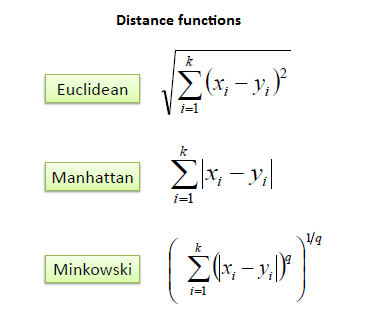 Distance functions
Euclidean √(∑_{i=1}^{k} (x_i − y_i)^2)
Manhattan ∑_{i=1}^{k} |x_i − y_i|
Minkowski (∑_{i=1}^{k} (|x_i − y_i|)^q)^{1/q}